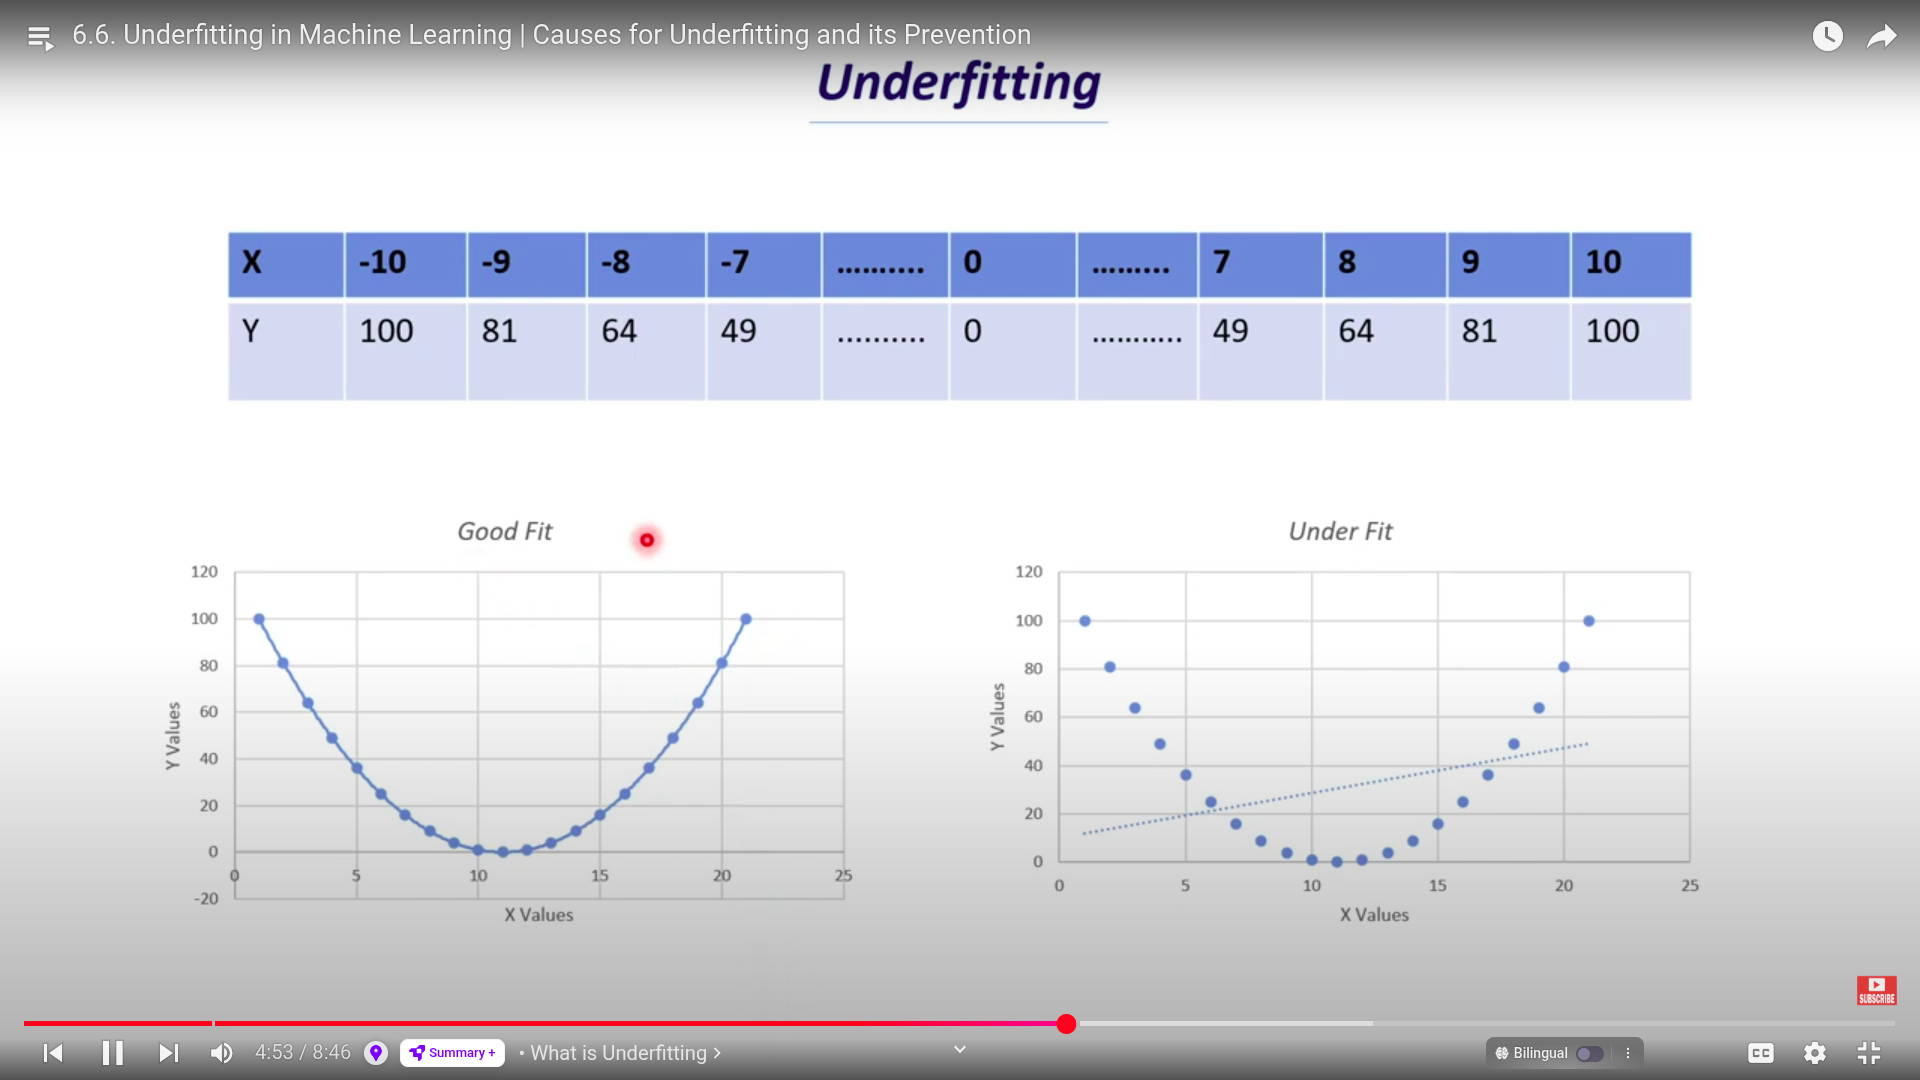 6.6. Underfitting in Machine Learning | Causes for Underfitting and its Prevention
Underfitting
X -10 -9 -8 -7 .......... 0 ......... 7 8 9 10
Y 100 81 64 49 .......... 0 ........... 49 64 81 100
Good Fit
120
100
80
60
40
20
0
-20
Y Values
0 5 10 15 20 25
X Values
Under Fit
120
100
80
60
40
20
0
Y Values
0 5 10 15 20 25
X Values
SUBSCRIBE
4:53 / 8:46 Summary + • What is Underfitting > Bilingual CC